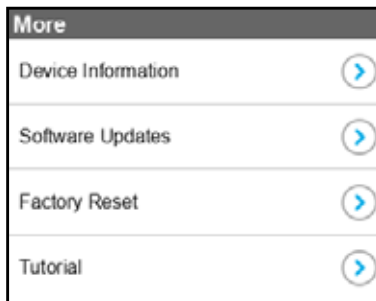 More
Device Information
Software Updates
Factory Reset
Tutorial